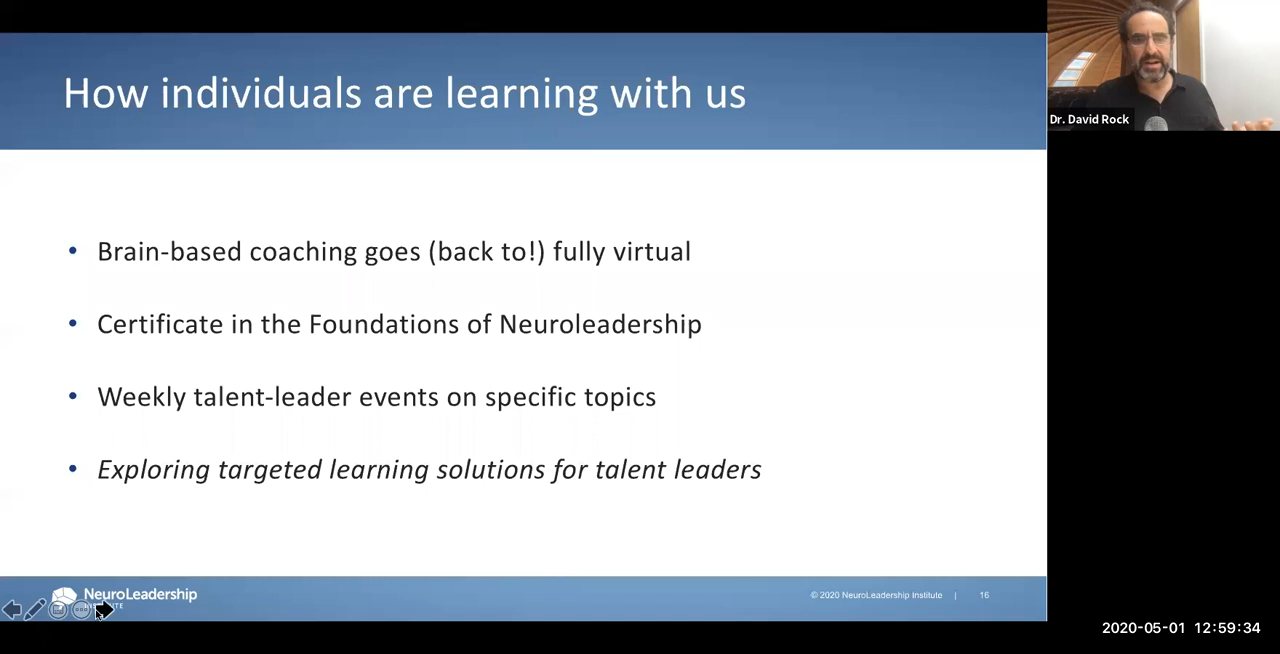 How individuals are learning with us
Dr. David Rock
• Brain-based coaching goes (back to!) fully virtual
• Certificate in the Foundations of Neuroleadership
• Weekly talent-leader events on specific topics
• Exploring targeted learning solutions for talent leaders
NeuroLeadership
© 2020 NeuroLeadership Institute | 16
2020-05-01 12:59:34